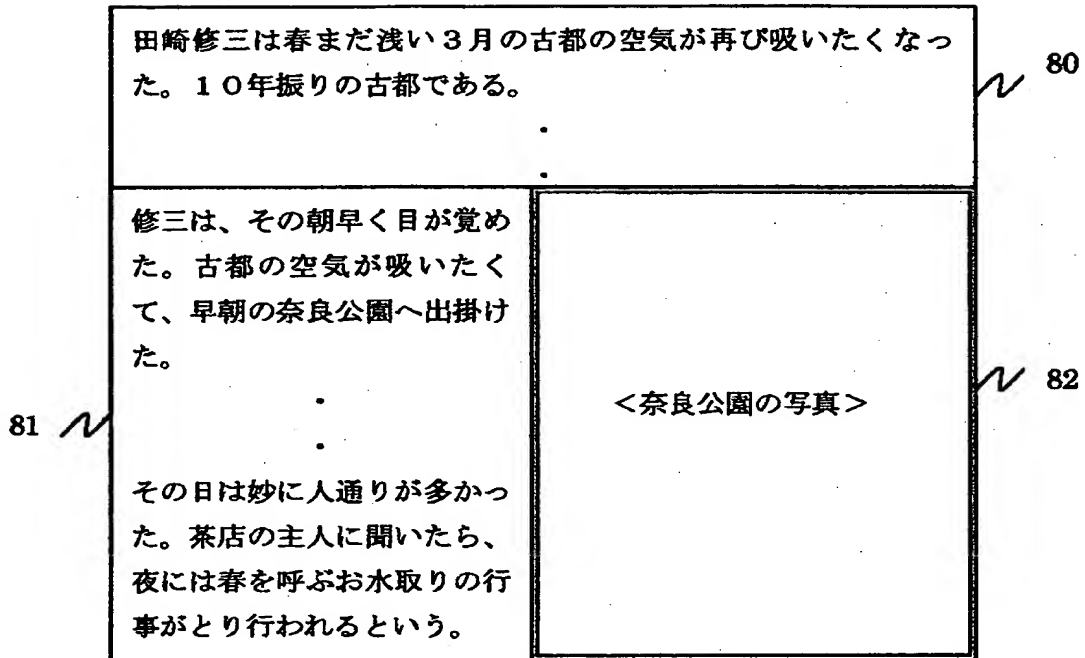 田崎修三は春まだ浅い3月の古都の空気が再び吸いたくなっ
た。10年振りの古都である。
80
・
・
修三は、その朝早く目が覚め
た。古都の空気が吸いたく
て、早朝の奈良公園へ出掛け
た。
・
・
81
その日は妙に人通りが多かっ
た。茶店の主人に聞いたら、
夜には春を呼ぶお水取りの行
事がとり行われるという。
<奈良公園の写真>
82